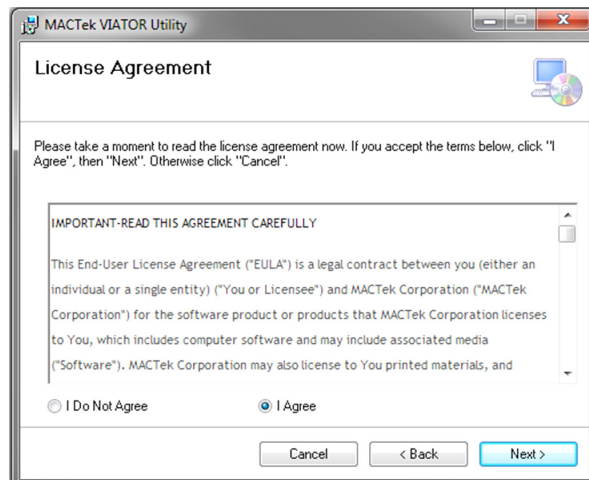 MACTek VIATOR Utility
License Agreement
Please take a moment to read the license agreement now. If you accept the terms below, click "I
Agree", then "Next". Otherwise click "Cancel".
IMPORTANT-READ THIS AGREEMENT CAREFULLY
This End-User License Agreement ("EULA") is a legal contract between you (either an
individual or a single entity) ("You or Licensee") and MACTek Corporation ("MACTek
Corporation") for the software product or products that MACTek Corporation licenses
to You, which includes computer software and may include associated media
("Software"). MACTek Corporation may also license to You printed materials, and
I Do Not Agree
I Agree
Cancel
< Back
Next >